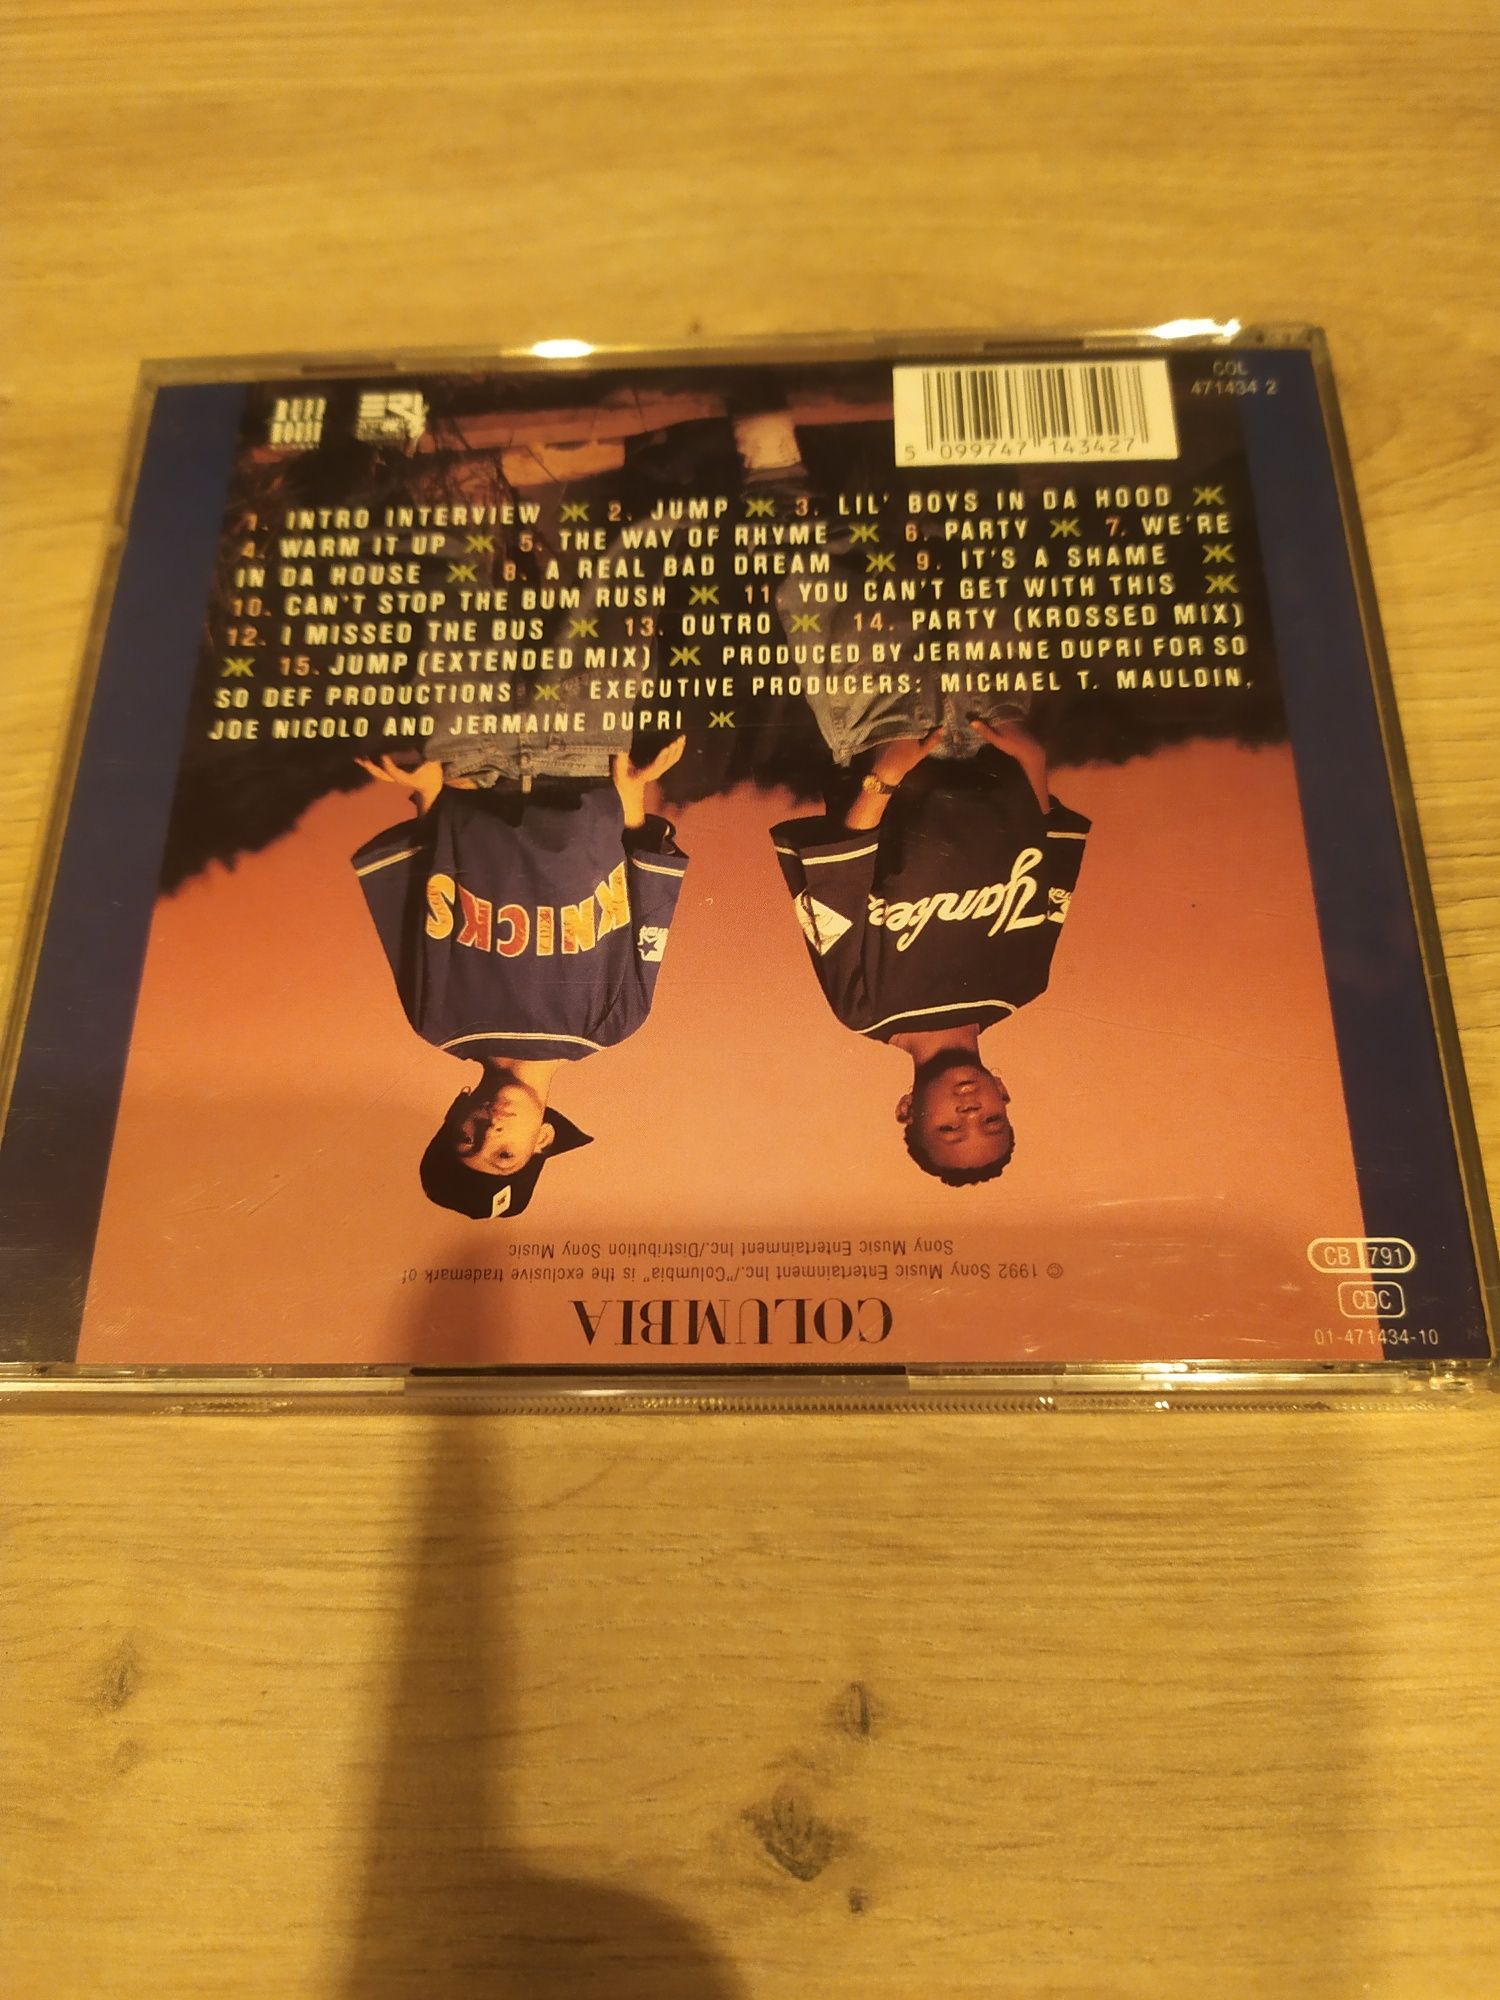 RUFF HOUSE
COL
471434 2
5 099747 143427
1. INTRO INTERVIEW Ж 2. JUMP Ж 3. LIL' BOYS IN DA HOOD Ж
4. WARM IT UP Ж 5. THE WAY OF RHYME Ж 6. PARTY Ж 7. WE'RE
IN DA HOUSE Ж 8. A REAL BAD DREAM Ж 9. IT'S A SHAME Ж
10. CAN'T STOP THE BUM RUSH Ж 11. YOU CAN'T GET WITH THIS Ж
12. I MISSED THE BUS Ж 13. OUTRO Ж 14. PARTY (KROSSED MIX)
Ж 15. JUMP (EXTENDED MIX) Ж PRODUCED BY JERMAINE DUPRI FOR SO
SO DEF PRODUCTIONS Ж EXECUTIVE PRODUCERS: MICHAEL T. MAULDIN,
JOE NICOLO AND JERMAINE DUPRI Ж
KNICKS
Yankees
COLUMBIA
© 1992 Sony Music Entertainment Inc./"Columbia" is the exclusive trademark of
Sony Music Entertainment Inc./Distribution Sony Music
CB 791
CDC
01-471434-10